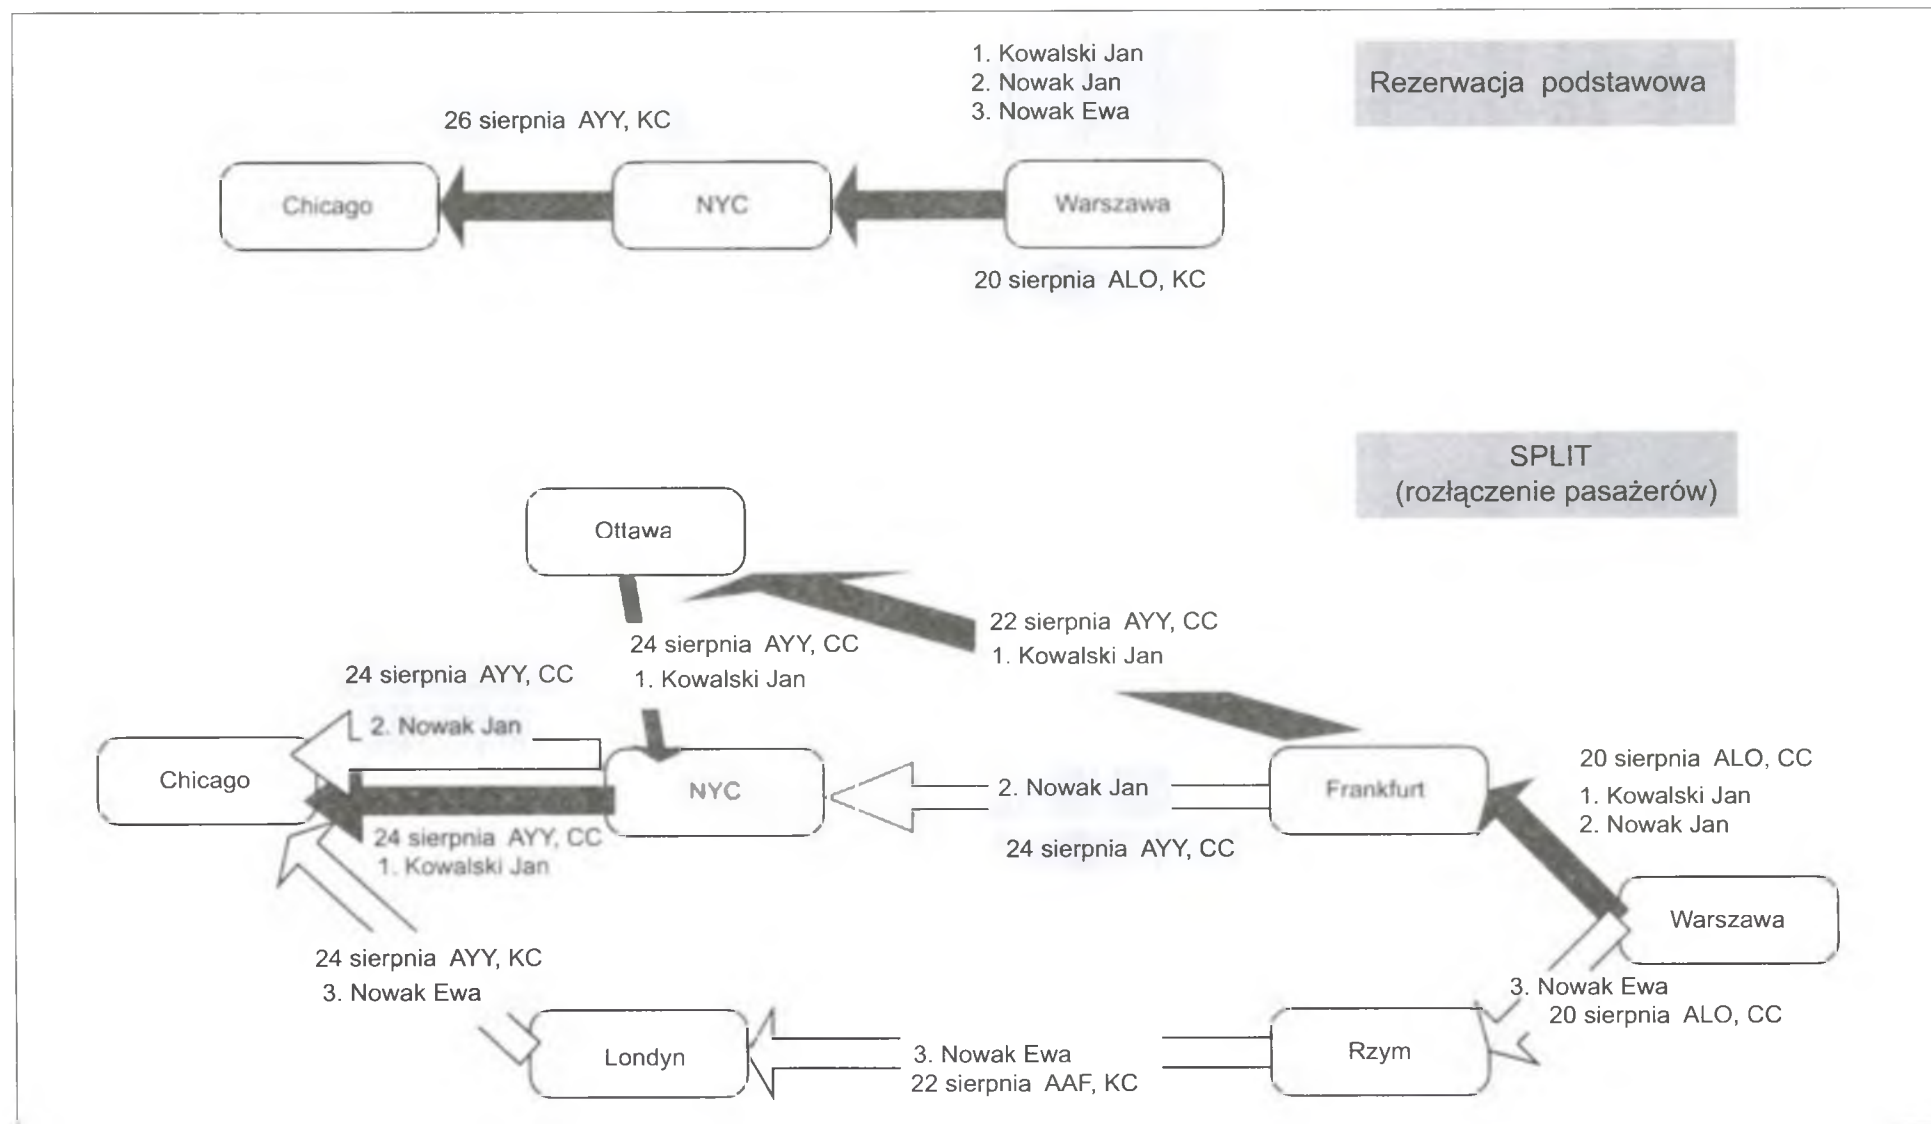 1. Kowalski Jan
2. Nowak Jan
3. Nowak Ewa
Rezerwacja podstawowa
26 sierpnia AYY, KC
Chicago
NYC
Warszawa
20 sierpnia ALO, KC
SPLIT
(rozłączenie pasażerów)
Ottawa
22 sierpnia AYY, CC
1. Kowalski Jan
24 sierpnia AYY, CC
1. Kowalski Jan
24 sierpnia AYY, CC
2. Nowak Jan
Chicago
NYC
2. Nowak Jan
24 sierpnia AYY, CC
Frankfurt
20 sierpnia ALO, CC
1. Kowalski Jan
2. Nowak Jan
24 sierpnia AYY, CC
1. Kowalski Jan
Warszawa
24 sierpnia AYY, KC
3. Nowak Ewa
3. Nowak Ewa
20 sierpnia ALO, CC
Londyn
3. Nowak Ewa
22 sierpnia AAF, KC
Rzym